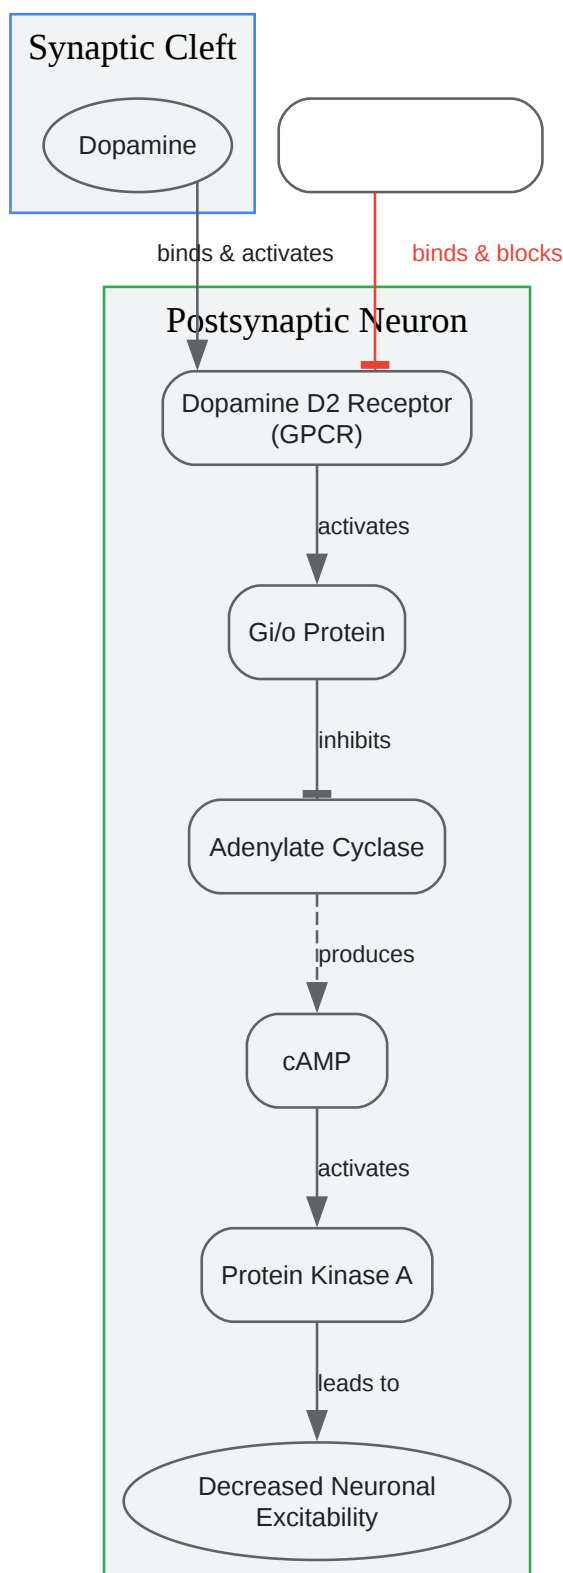 Synaptic Cleft
Dopamine
binds & activates
binds & blocks
Postsynaptic Neuron
Dopamine D2 Receptor
(GPCR)
activates
Gi/o Protein
inhibits
Adenylate Cyclase
produces
cAMP
activates
Protein Kinase A
leads to
Decreased Neuronal
Excitability